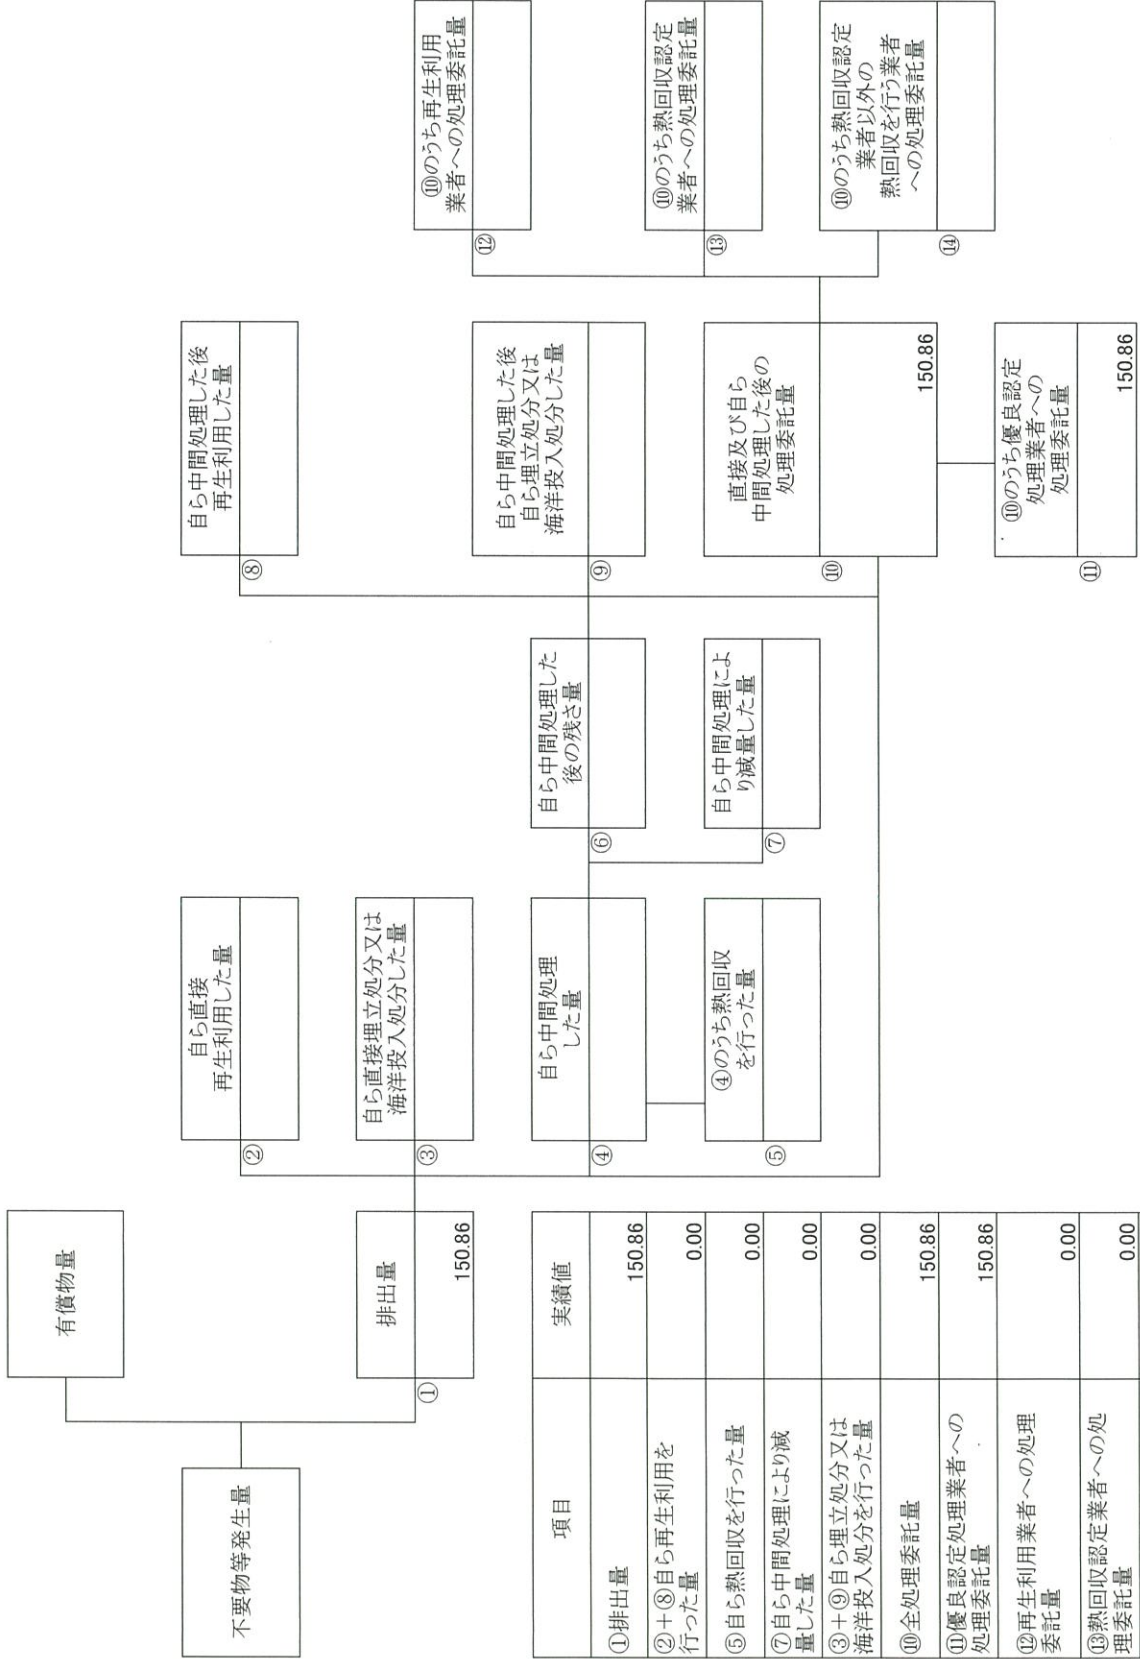 不要物等発生量
有償物量
排出量
①
150.86
自ら直接
再生利用した量
②
自ら直接埋立処分又は
海洋投入処分した量
③
自ら中間処理
した量
④
④のうち熱回収
を行った量
⑤
自ら中間処理した
後の残さ量
⑥
自ら中間処理によ
り減量した量
⑦
自ら中間処理した後
再生利用した量
⑧
自ら中間処理した後
自ら埋立処分又は
海洋投入処分した量
⑨
直接及び自ら
中間処理した後の
処理委託量
⑩
150.86
⑩のうち優良認定
処理業者への
処理委託量
⑪
150.86
⑩のうち再生利用
業者への処理委託量
⑫
⑩のうち熱回収認定
業者への処理委託量
⑬
⑩のうち熱回収認定
業者以外の
熱回収を行う業者
への処理委託量
⑭
項目 実績値
①排出量 150.86
②+⑧自ら再生利用を
行った量 0.00
⑤自ら熱回収を行った量 0.00
⑦自ら中間処理により減
量した量 0.00
③+⑨自ら埋立処分又は
海洋投入処分を行った量 0.00
⑩全処理委託量 150.86
⑪優良認定処理業者への
処理委託量 150.86
⑫再生利用業者への処理
委託量 0.00
⑬熱回収認定業者への処
理委託量 0.00